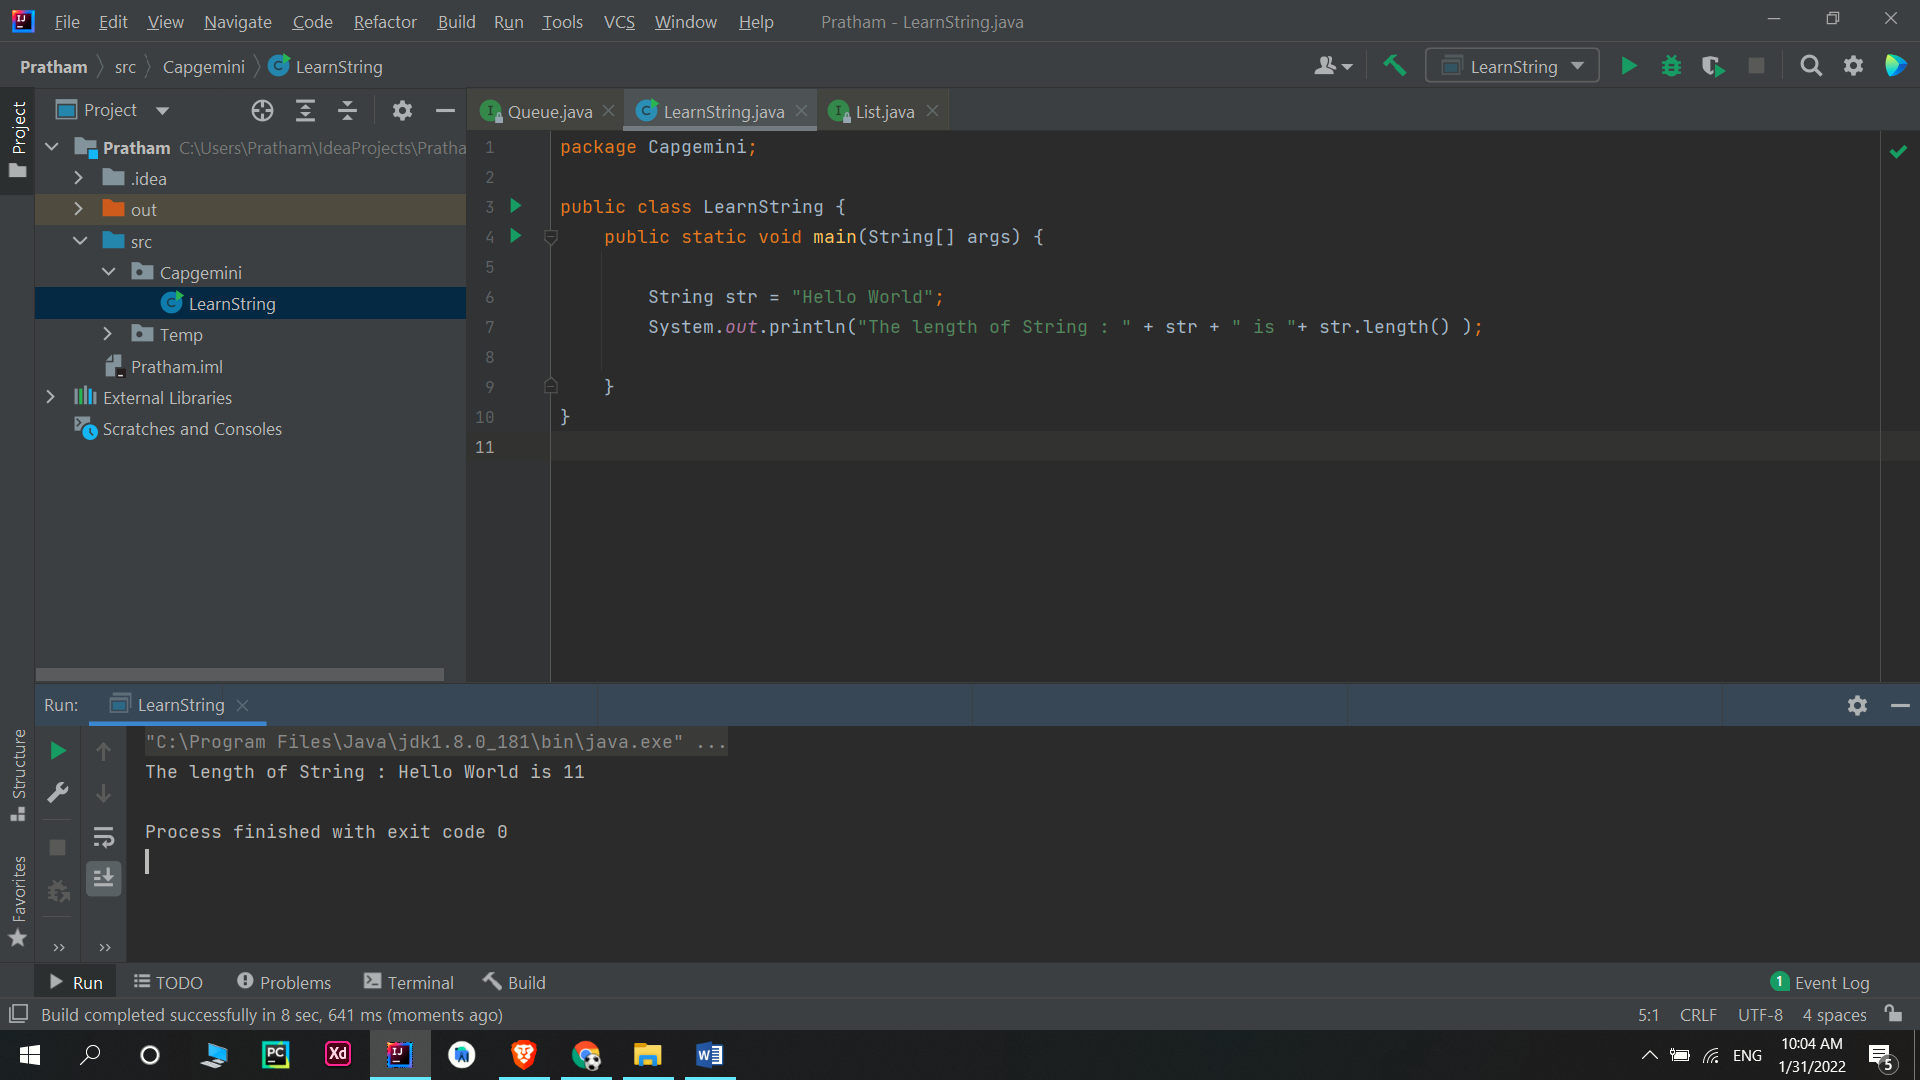 File Edit View Navigate Code Refactor Build Run Tools VCS Window Help Pratham - LearnString.java
Pratham src Capgemini LearnString
LearnString
Project
Project
Queue.java LearnString.java List.java
Pratham C:\Users\Pratham\IdeaProjects\Pratha
.idea
out
src
Capgemini
LearnString
Temp
Pratham.iml
External Libraries
Scratches and Consoles
1 package Capgemini;
2
3 public class LearnString {
4 public static void main(String[] args) {
5
6 String str = "Hello World";
7 System.out.println("The length of String : " + str + " is "+ str.length() );
8
9 }
10 }
11
Run: LearnString
"C:\Program Files\Java\jdk1.8.0_181\bin\java.exe" ...
The length of String : Hello World is 11
Process finished with exit code 0
Structure
Favorites
Run TODO Problems Terminal Build 1 Event Log
Build completed successfully in 8 sec, 641 ms (moments ago) 5:1 CRLF UTF-8 4 spaces
PC Xd IJ W ENG 10:04 AM 5
1/31/2022